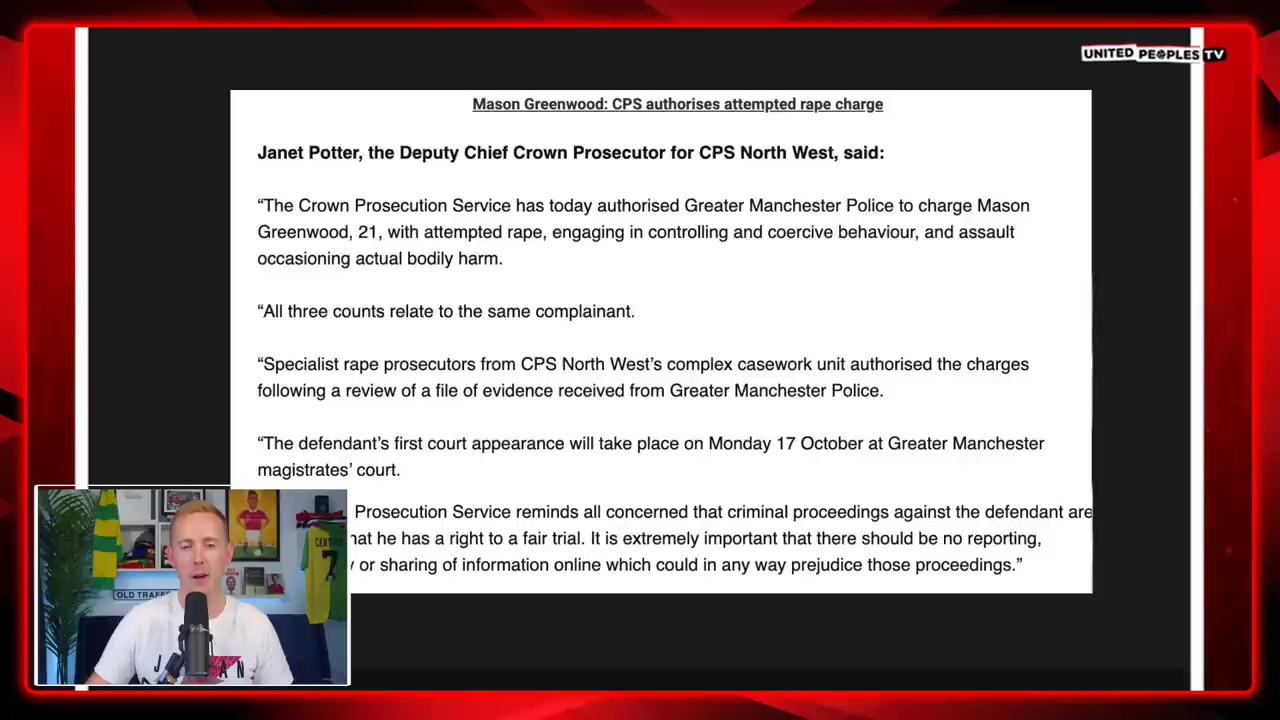 UNITED PEOPLES TV
Mason Greenwood: CPS authorises attempted rape charge
Janet Potter, the Deputy Chief Crown Prosecutor for CPS North West, said:
“The Crown Prosecution Service has today authorised Greater Manchester Police to charge Mason
Greenwood, 21, with attempted rape, engaging in controlling and coercive behaviour, and assault
occasioning actual bodily harm.
“All three counts relate to the same complainant.
“Specialist rape prosecutors from CPS North West’s complex casework unit authorised the charges
following a review of a file of evidence received from Greater Manchester Police.
“The defendant’s first court appearance will take place on Monday 17 October at Greater Manchester
magistrates’ court.
Prosecution Service reminds all concerned that criminal proceedings against the defendant are
he has a right to a fair trial. It is extremely important that there should be no reporting,
or sharing of information online which could in any way prejudice those proceedings.”
7
OLD